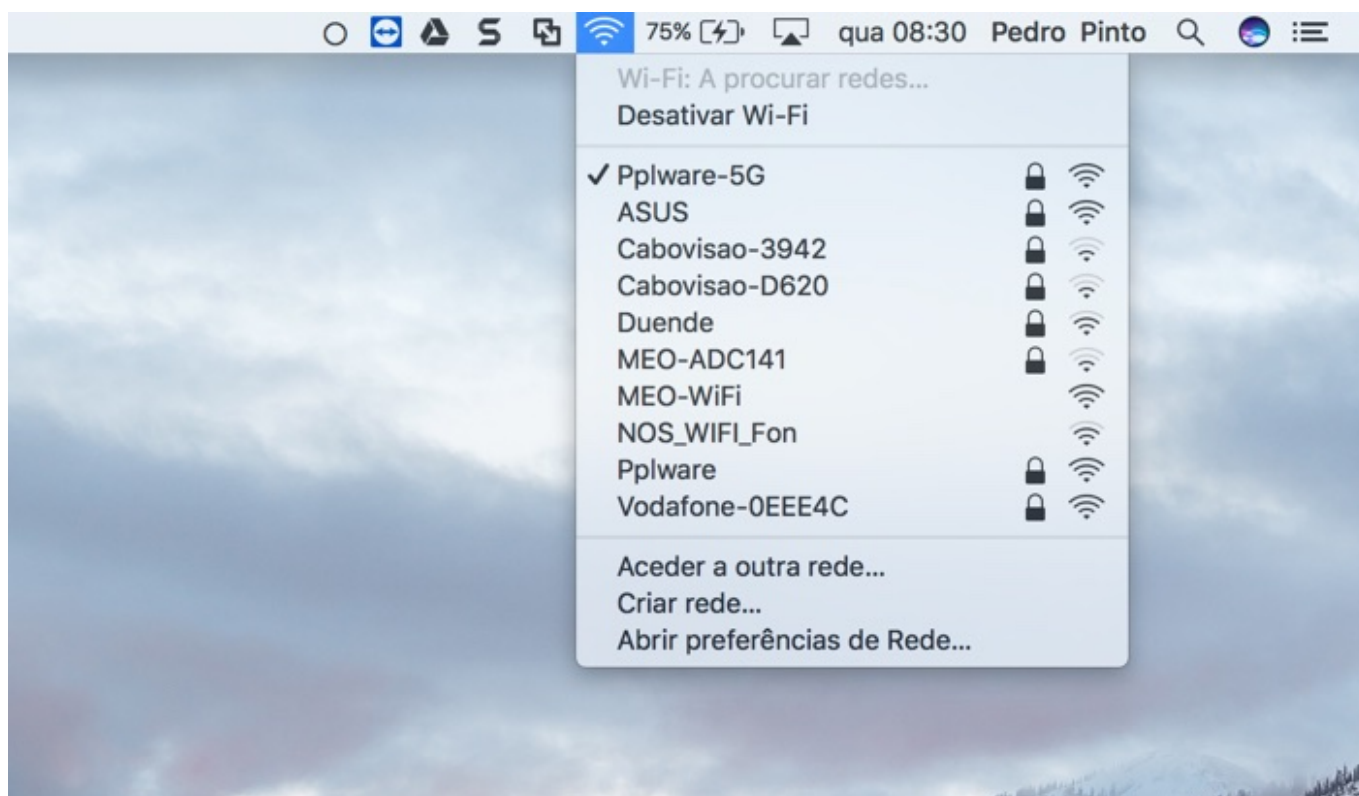 75% qua 08:30 Pedro Pinto
Wi-Fi: A procurar redes...
Desativar Wi-Fi
Pplware-5G
ASUS
Cabovisao-3942
Cabovisao-D620
Duende
MEO-ADC141
MEO-WiFi
NOS_WIFI_Fon
Pplware
Vodafone-0EEE4C
Aceder a outra rede...
Criar rede...
Abrir preferências de Rede...